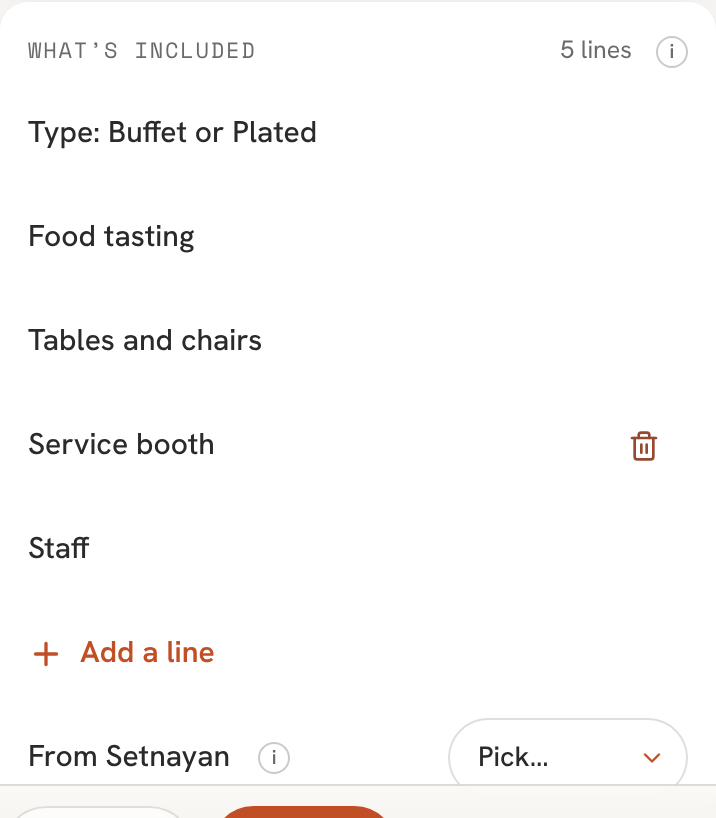 WHAT’S INCLUDED
5 lines
i
Type: Buffet or Plated
Food tasting
Tables and chairs
Service booth
Staff
+ Add a line
From Setnayan
i
Pick...